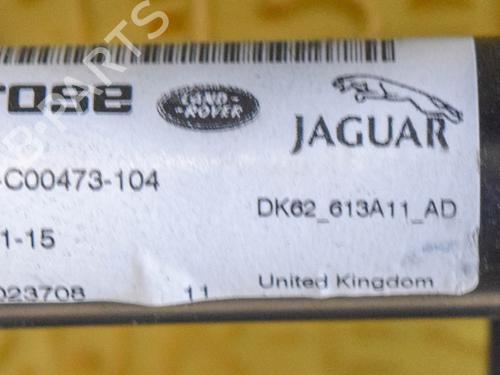 rose
LAND
-ROVER
JAGUAR
-C00473-104
DK62_613A11_AD
1-15
023708 11 United Kingdom
B-PARTS